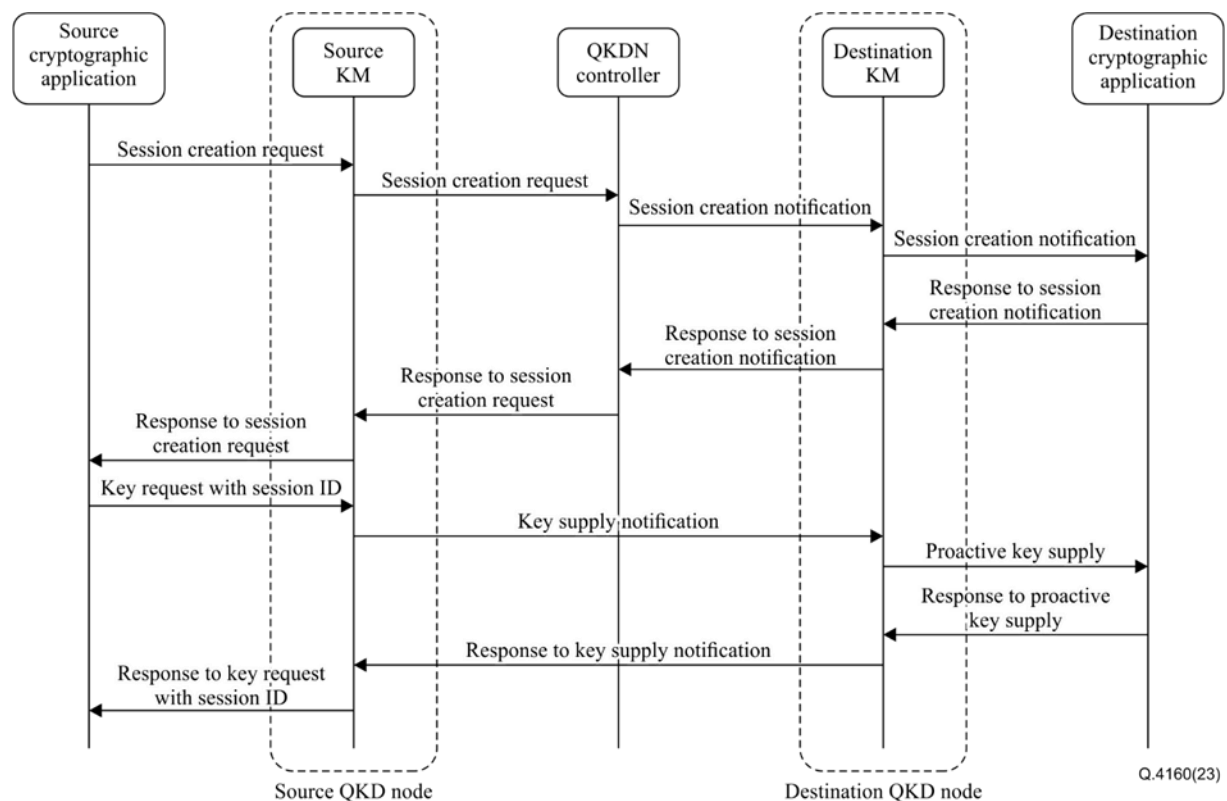 Source
cryptographic
application
Source
KM
QKDN
controller
Destination
KM
Destination
cryptographic
application
Session creation request
Session creation request
Session creation notification
Session creation notification
Response to session
creation notification
Response to session
creation notification
Response to session
creation request
Response to session
creation request
Key request with session ID
Key supply notification
Proactive key supply
Response to proactive
key supply
Response to key supply notification
Response to key request
with session ID
Q.4160(23)
Source QKD node
Destination QKD node